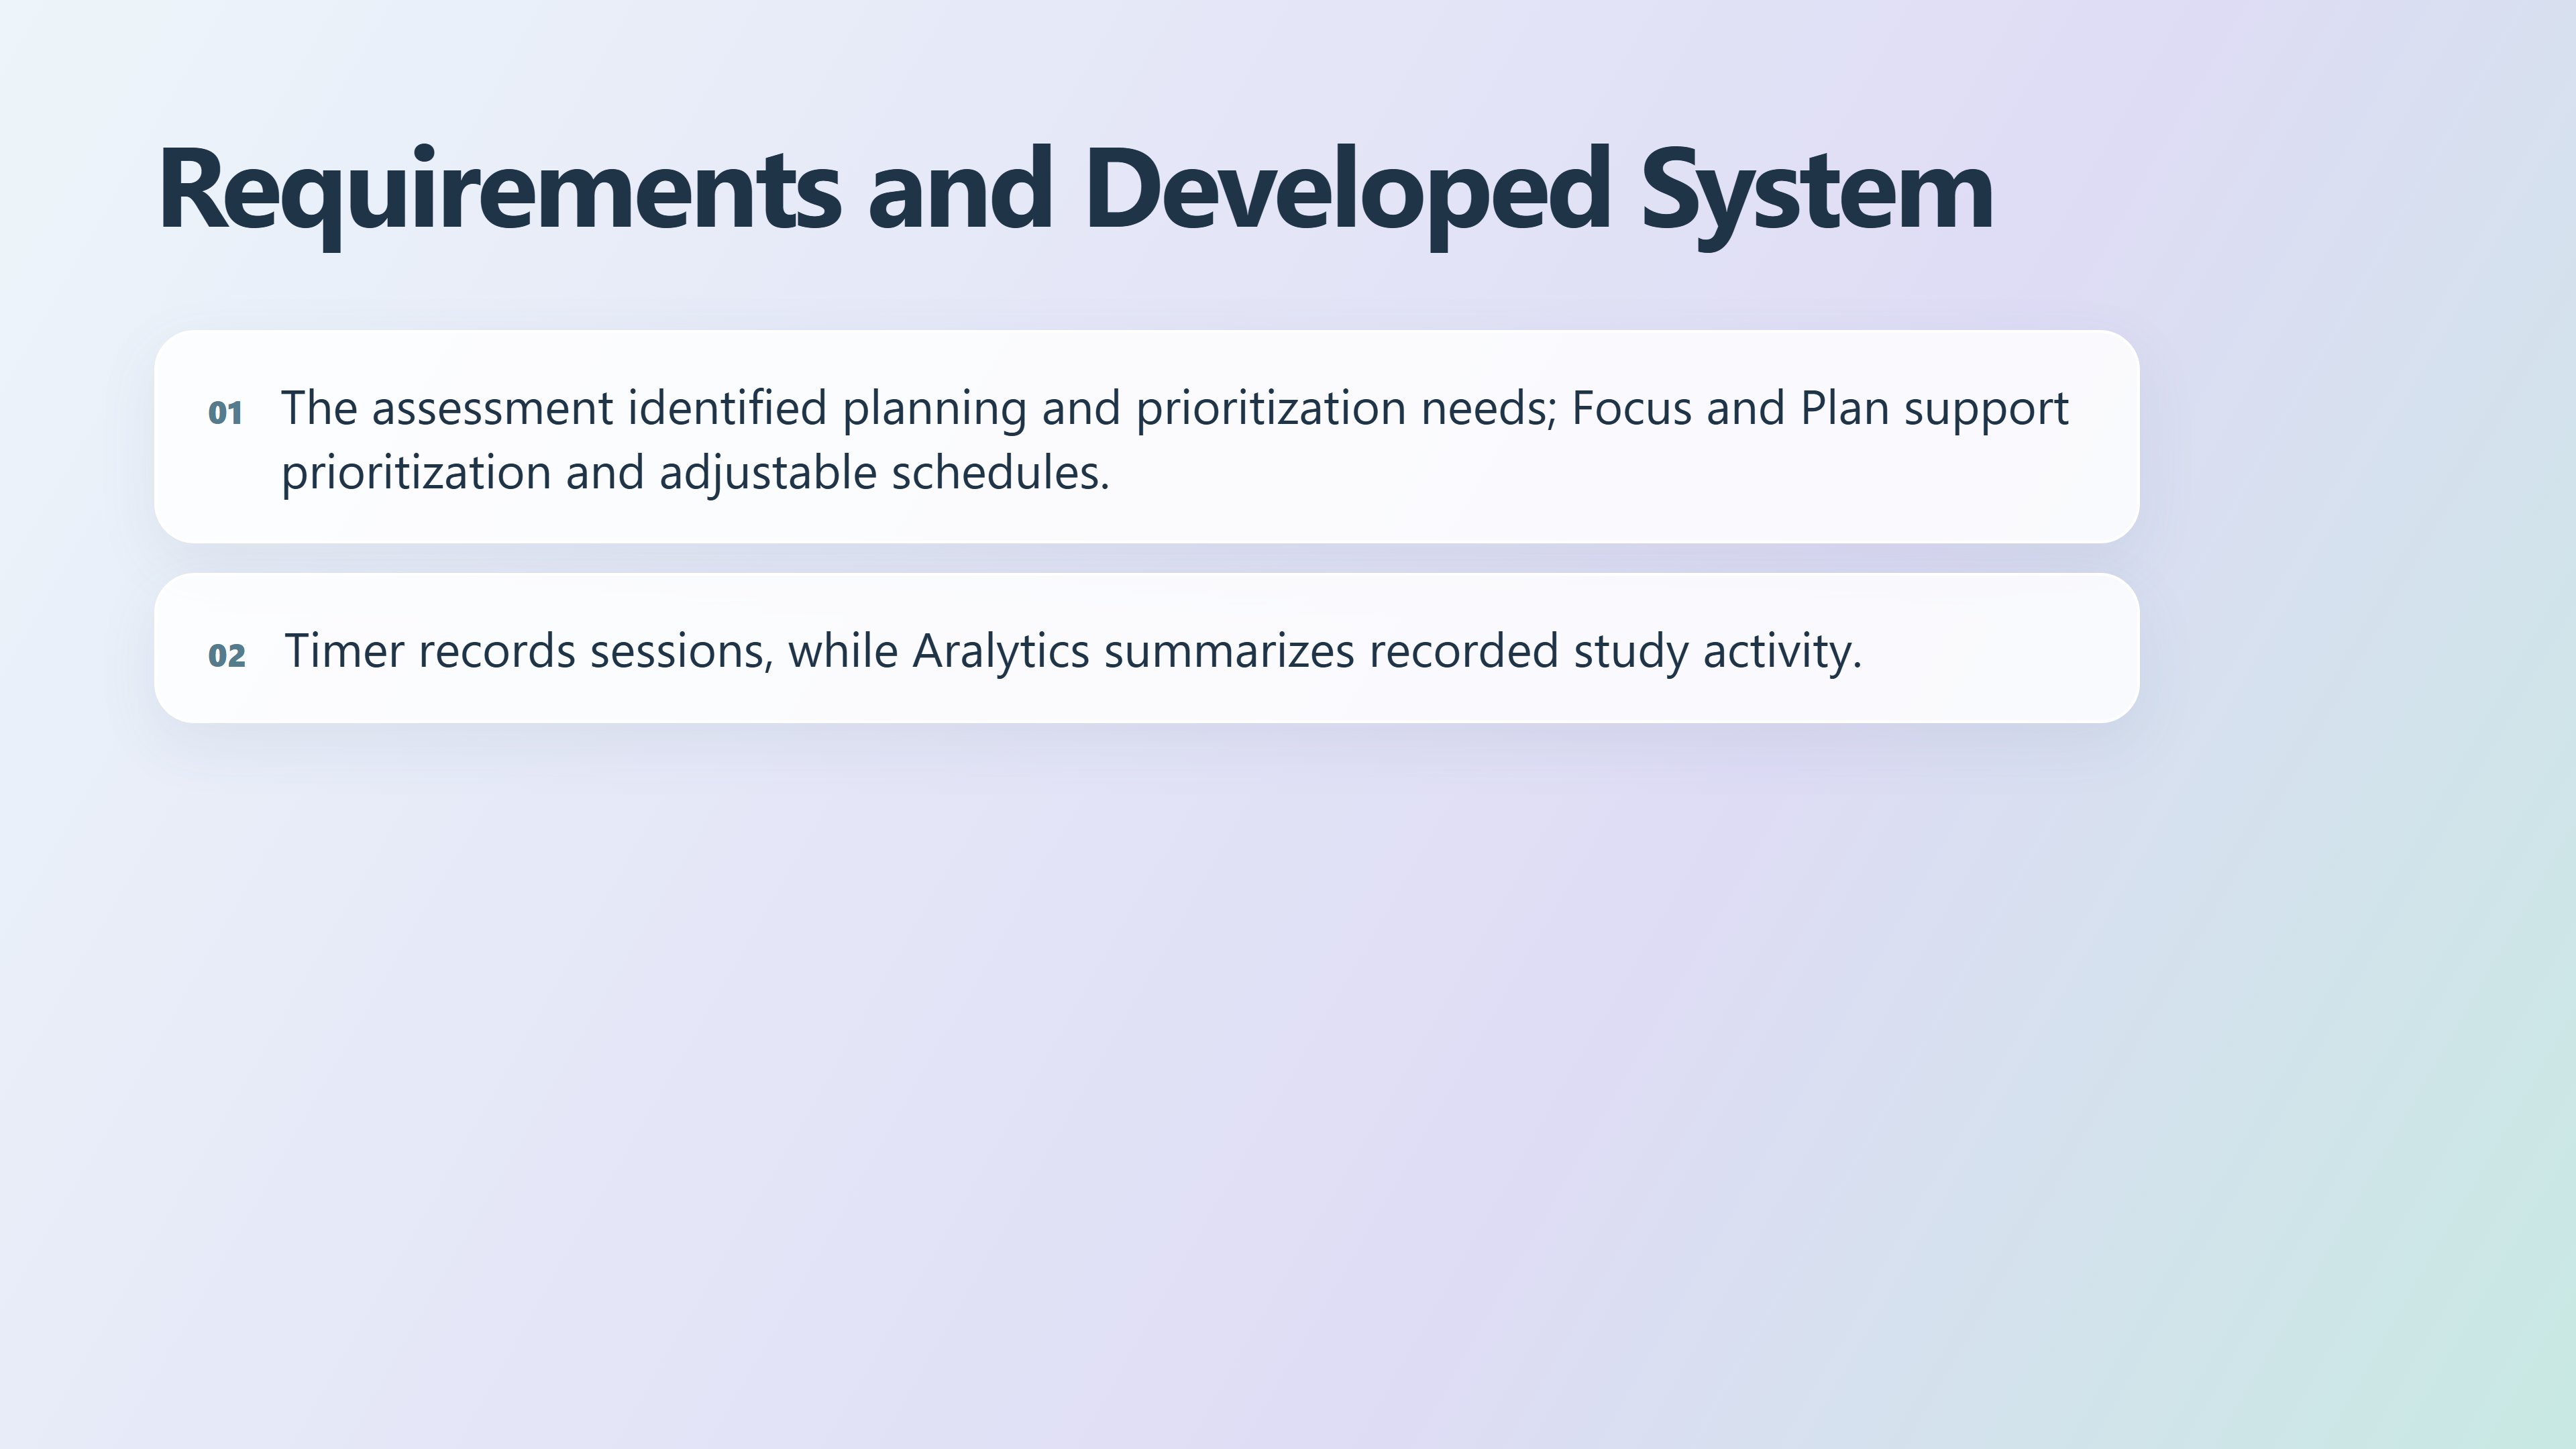 Requirements and Developed System
01 The assessment identified planning and prioritization needs; Focus and Plan support
prioritization and adjustable schedules.
02 Timer records sessions, while Aralytics summarizes recorded study activity.